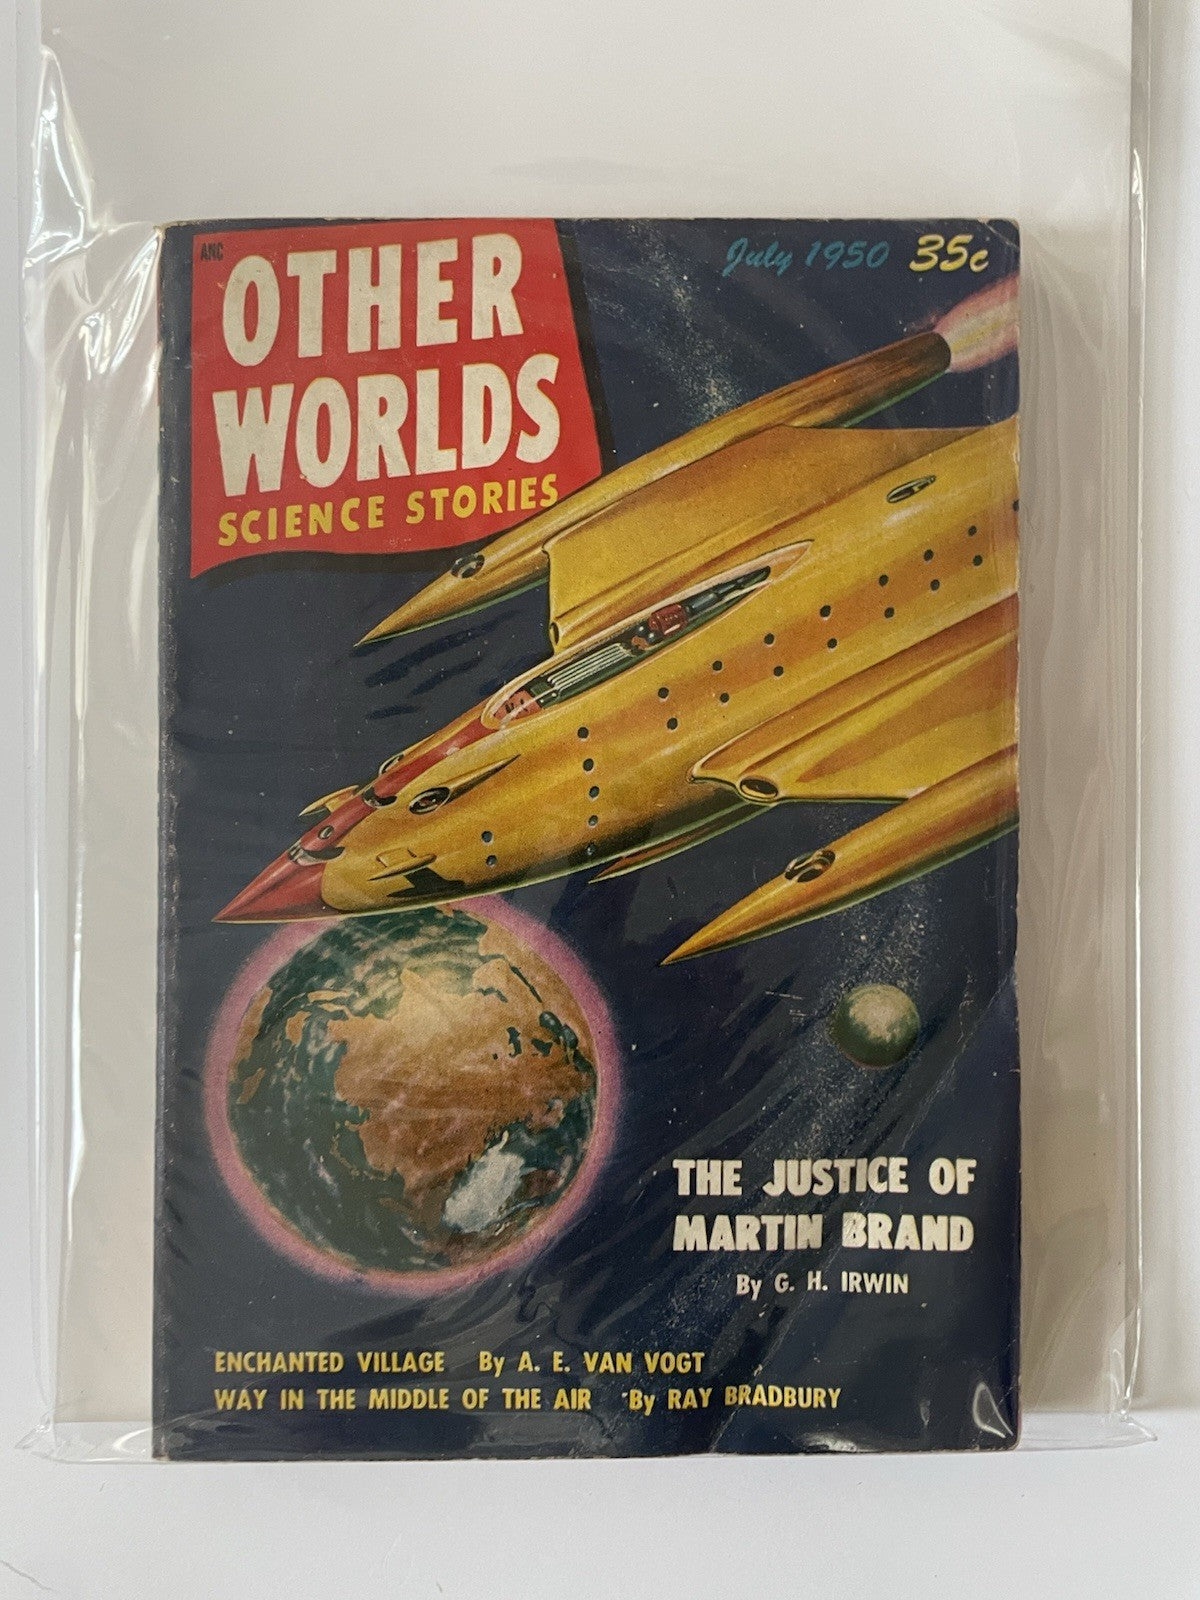 ANC
OTHER
WORLDS
SCIENCE STORIES
July 1950 35c
THE JUSTICE OF
MARTIN BRAND
By G. H. IRWIN
ENCHANTED VILLAGE By A. E. VAN VOGT
WAY IN THE MIDDLE OF THE AIR By RAY BRADBURY